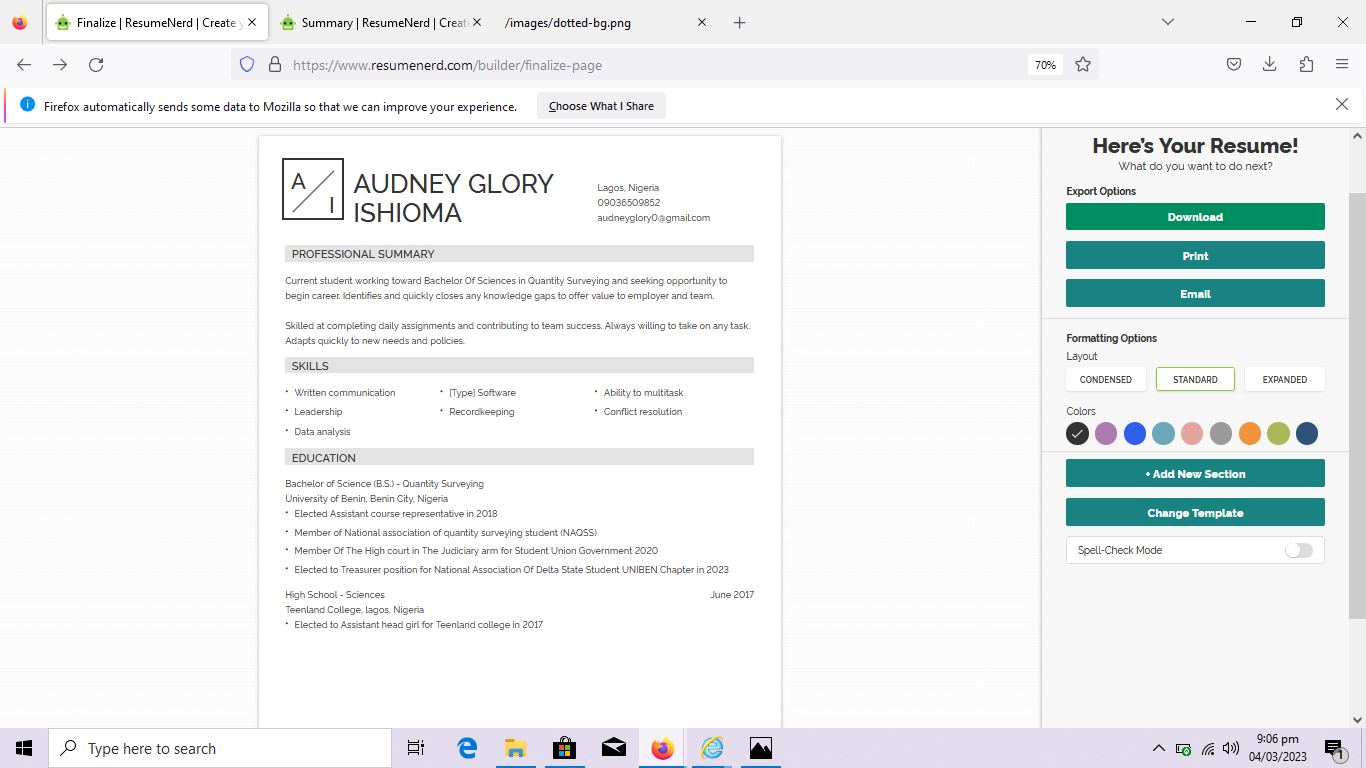 Finalize | ResumeNerd | Create y
Summary | ResumeNerd | Create
/images/dotted-bg.png
https://www.resumenerd.com/builder/finalize-page
70%
Firefox automatically sends some data to Mozilla so that we can improve your experience.
Choose What I Share
A
I
AUDNEY GLORY
ISHIOMA
Lagos, Nigeria
09036509852
audneyglory0@gmail.com
PROFESSIONAL SUMMARY
Current student working toward Bachelor Of Sciences in Quantity Surveying and seeking opportunity to
begin career. Identifies and quickly closes any knowledge gaps to offer value to employer and team.
Skilled at completing daily assignments and contributing to team success. Always willing to take on any task.
Adapts quickly to new needs and policies.
SKILLS
• Written communication
• [Type] Software
• Ability to multitask
• Leadership
• Recordkeeping
• Conflict resolution
• Data analysis
EDUCATION
Bachelor of Science (B.S.) - Quantity Surveying
University of Benin, Benin City, Nigeria
• Elected Assistant course representative in 2018
• Member of National association of quantity surveying student (NAQSS)
• Member Of The High court in The Judiciary arm for Student Union Government 2020
• Elected to Treasurer position for National Association Of Delta State Student UNIBEN Chapter in 2023
High School - Sciences June 2017
Teenland College, lagos, Nigeria
• Elected to Assistant head girl for Teenland college in 2017
Here's Your Resume!
What do you want to do next?
Export Options
Download
Print
Email
Formatting Options
Layout
CONDENSED
STANDARD
EXPANDED
Colors
+ Add New Section
Change Template
Spell-Check Mode
Type here to search
9:06 pm
04/03/2023
1